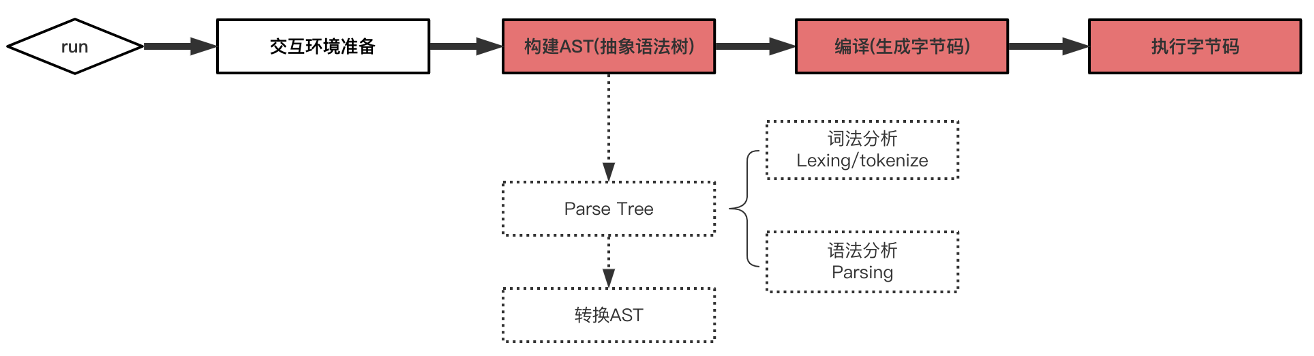 run
交互环境准备
构建AST(抽象语法树)
编译(生成字节码)
执行字节码
词法分析
Lexing/tokenize
Parse Tree
语法分析
Parsing
转换AST